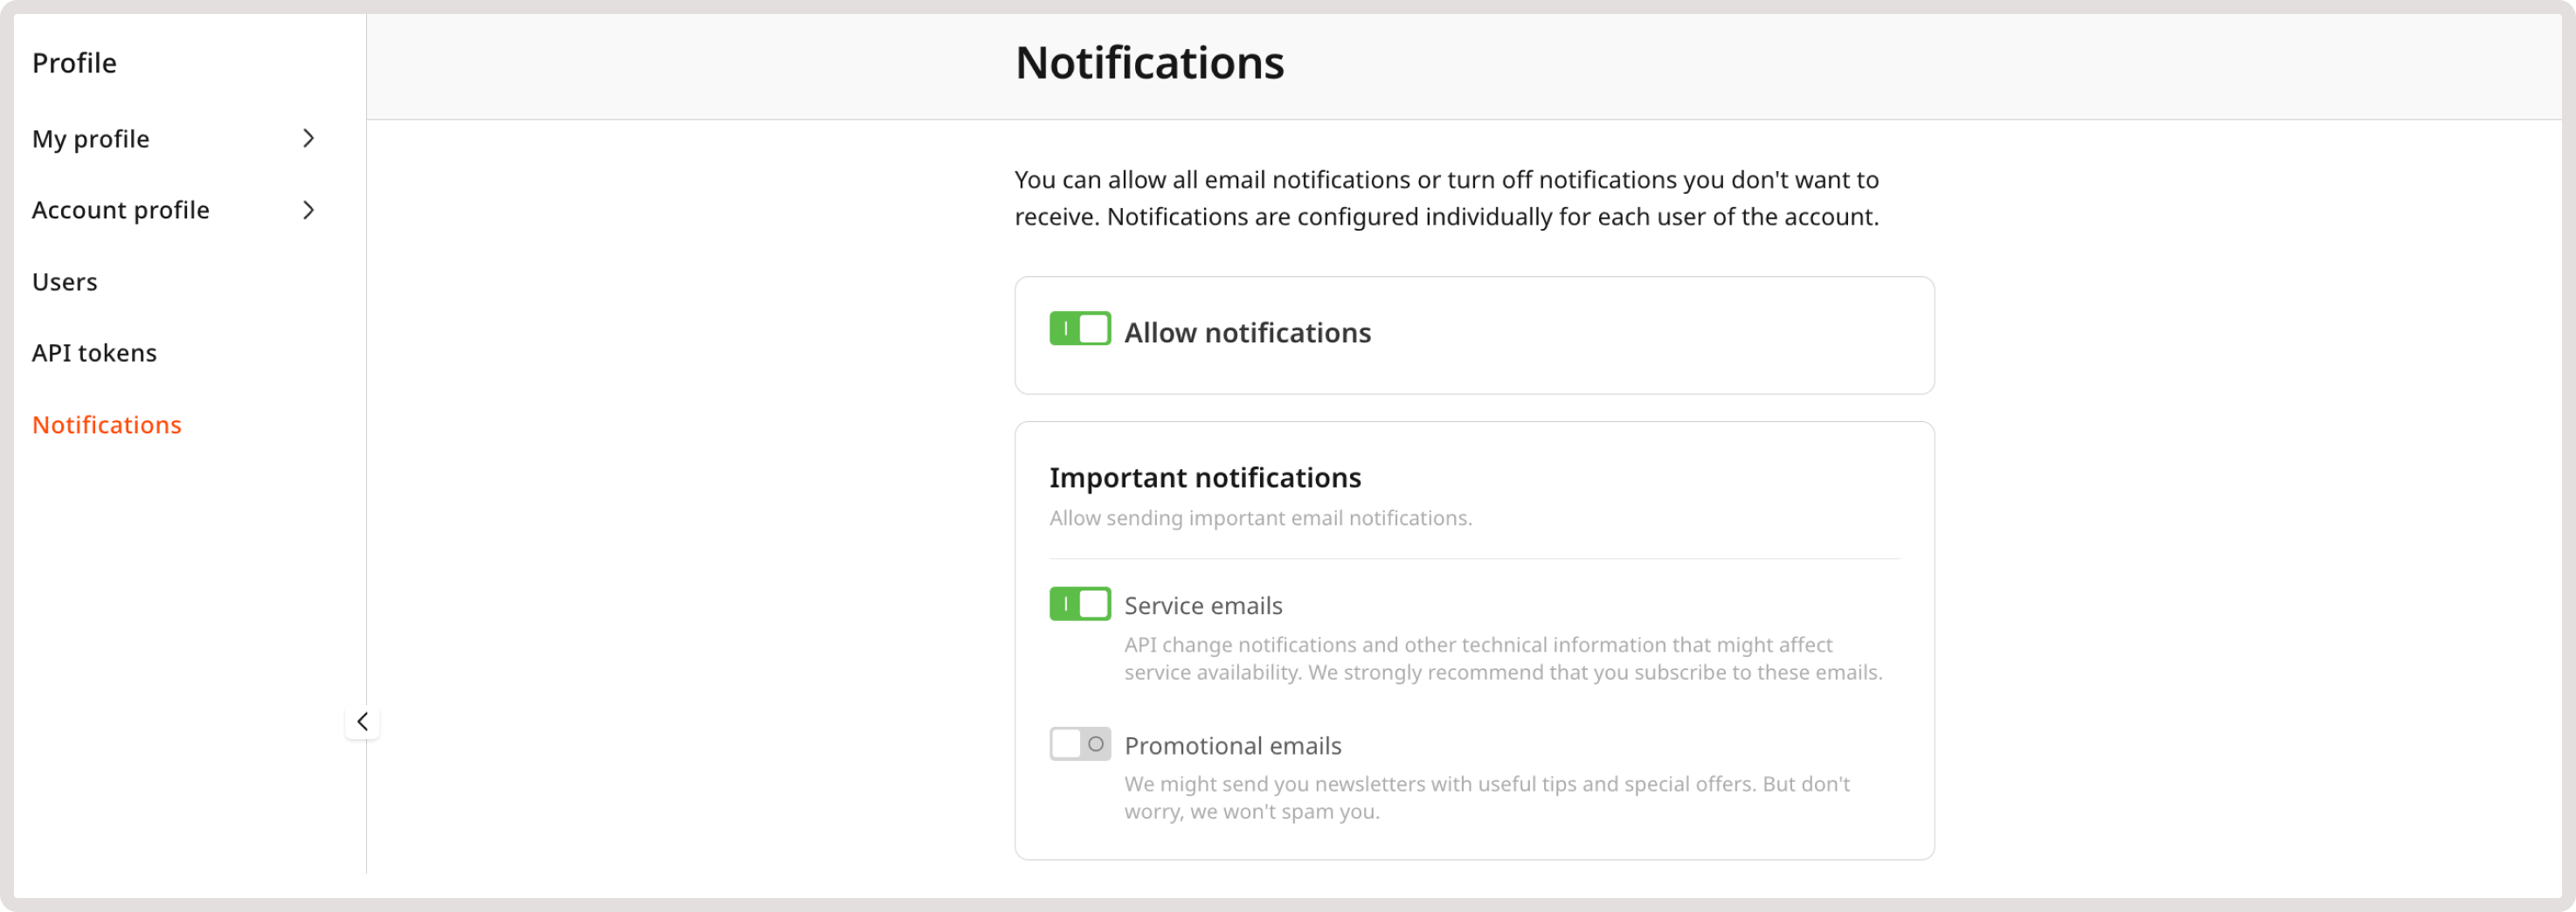 Profile
My profile
Account profile
Users
API tokens
Notifications
Notifications
You can allow all email notifications or turn off notifications you don't want to
receive. Notifications are configured individually for each user of the account.
Allow notifications
Important notifications
Allow sending important email notifications.
Service emails
API change notifications and other technical information that might affect
service availability. We strongly recommend that you subscribe to these emails.
Promotional emails
We might send you newsletters with useful tips and special offers. But don't
worry, we won't spam you.